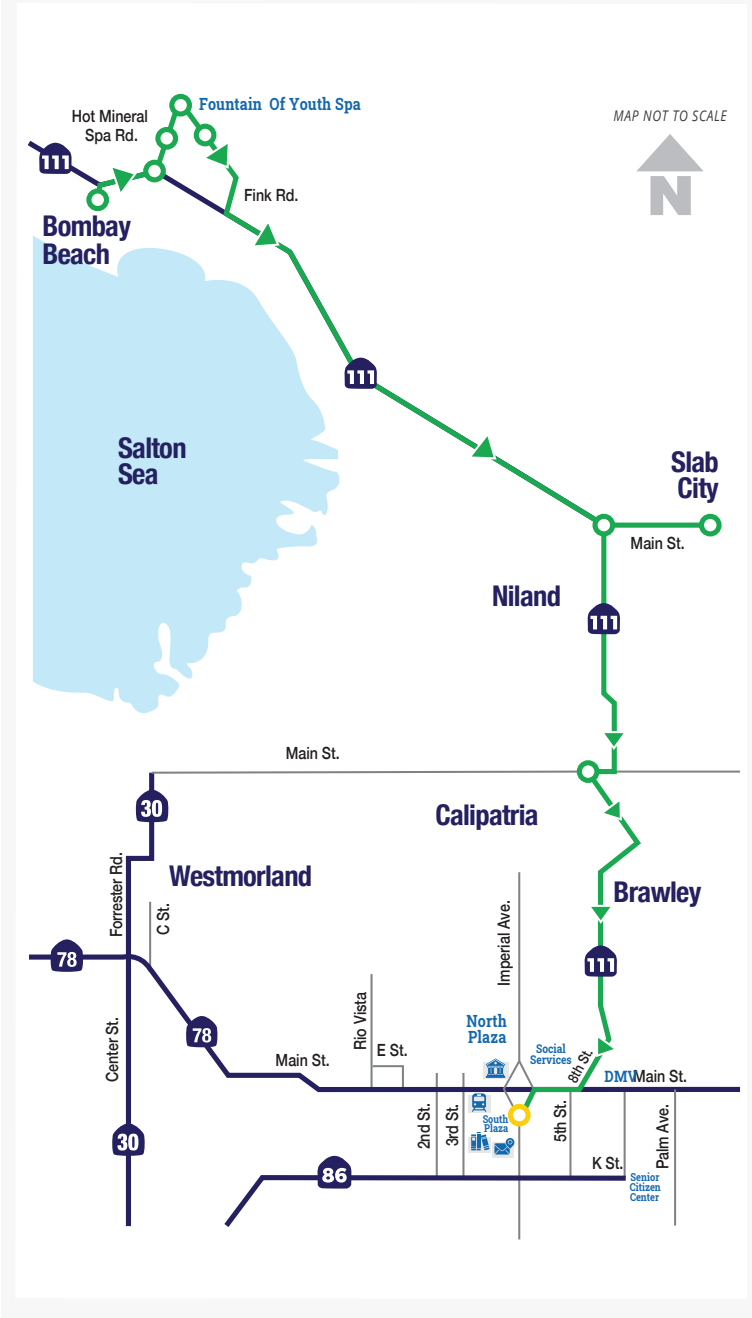 Fountain Of Youth Spa
Hot Mineral
Spa Rd.
MAP NOT TO SCALE
111
N
Fink Rd.
Bombay
Beach
111
Salton
Sea
Slab
City
Main St.
Niland
111
Main St.
30
Calipatria
Westmorland
Brawley
Forrester Rd.
C St.
Imperial Ave.
78
111
Rio Vista
North
Plaza
78
E St.
Social
Services
Center St.
Main St.
8th St.
DMV
Main St.
2nd St.
3rd St.
South
Plaza
5th St.
Palm Ave.
30
K St.
86
Senior
Citizen
Center